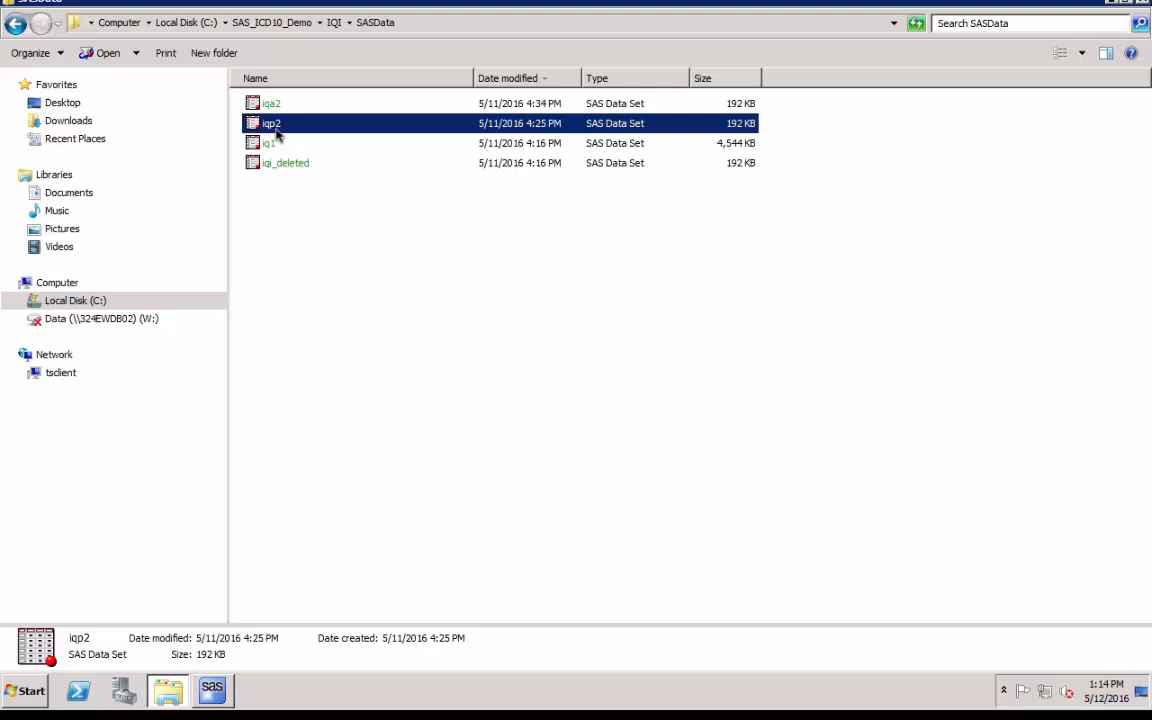 SASData
Computer Local Disk (C:) SAS_ICD10_Demo IQI SASData
Search SASData
Organize Open Print New folder
Name Date modified Type Size
iqa2 5/11/2016 4:34 PM SAS Data Set 192 KB
iqp2 5/11/2016 4:25 PM SAS Data Set 192 KB
iq1 5/11/2016 4:16 PM SAS Data Set 4,544 KB
iqi_deleted 5/11/2016 4:16 PM SAS Data Set 192 KB
Favorites
Desktop
Downloads
Recent Places
Libraries
Documents
Music
Pictures
Videos
Computer
Local Disk (C:)
Data (\\324EWDB02) (W:)
Network
tsclient
iqp2 Date modified: 5/11/2016 4:25 PM Date created: 5/11/2016 4:25 PM
SAS Data Set Size: 192 KB
Start
sas
1:14 PM
5/12/2016